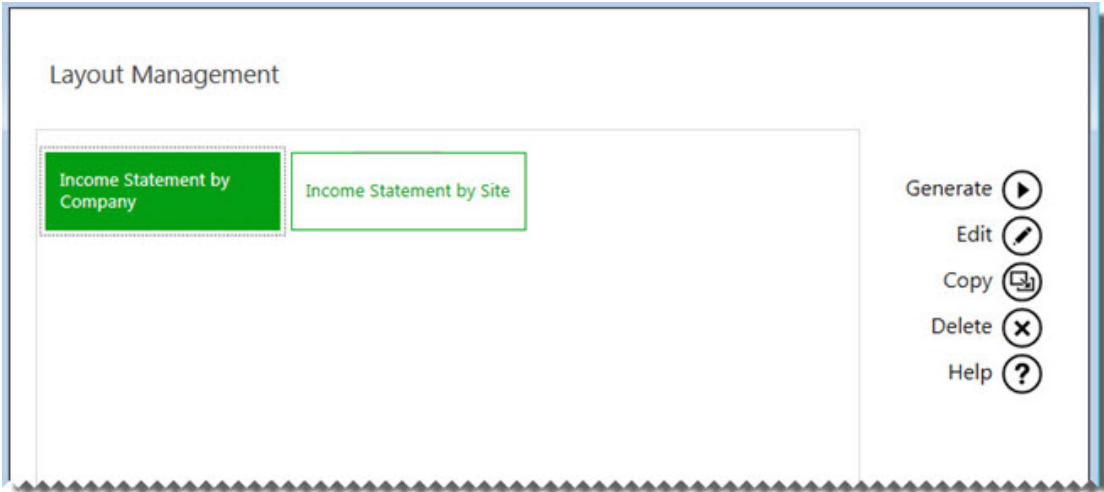 Layout Management
Income Statement by
Company
Income Statement by Site
Generate
Edit
Copy
Delete
Help